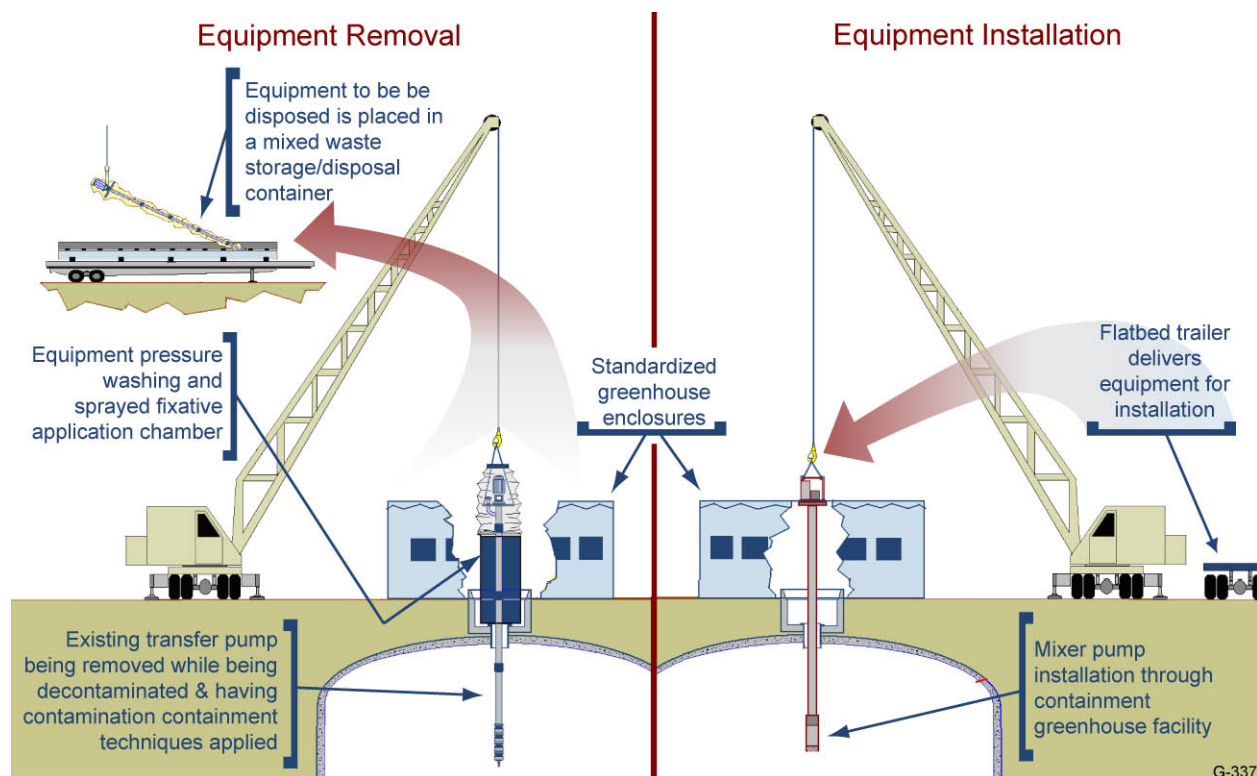 Equipment Removal
Equipment to be be
disposed is placed in
a mixed waste
storage/disposal
container
Equipment pressure
washing and
sprayed fixative
application chamber
Existing transfer pump
being removed while being
decontaminated & having
contamination containment
techniques applied
Standardized
greenhouse
enclosures
Equipment Installation
Flatbed trailer
delivers
equipment for
installation
Mixer pump
installation through
containment
greenhouse facility
G-337